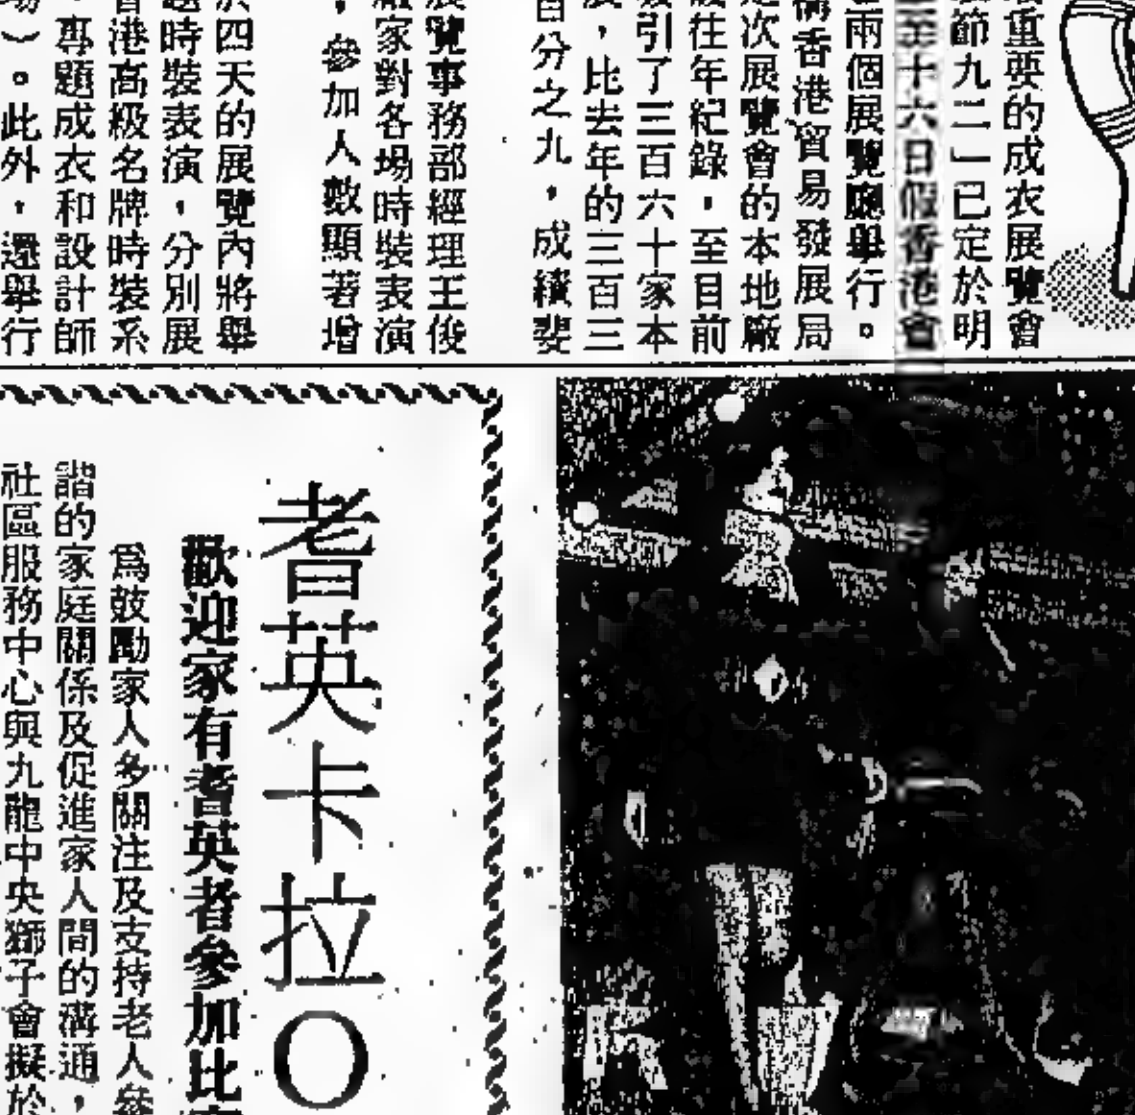 重要的成衣展覽會
節九二」已定於明
至十六日假香港會
兩個展覽廳舉行。
香港貿易發展局
次展覽會的本地廠
往年紀錄，至目前
引了三百六十家本
，比去年的三百三
百分之九，成績斐
展覽事務部經理王俊
家對各場時裝表演
，參加人數顯著增
於四天的展覽內將舉
時裝表演，分別展
香港高級名牌時裝系
，專題成衣和設計師
）。此外，還舉行
耆英卡拉O
歡迎家有耆英者參加比
為鼓勵家人多關注及支持老人
諧的家庭關係及促進家人間的溝通，
社區服務中心與九龍中央獅子會擬於